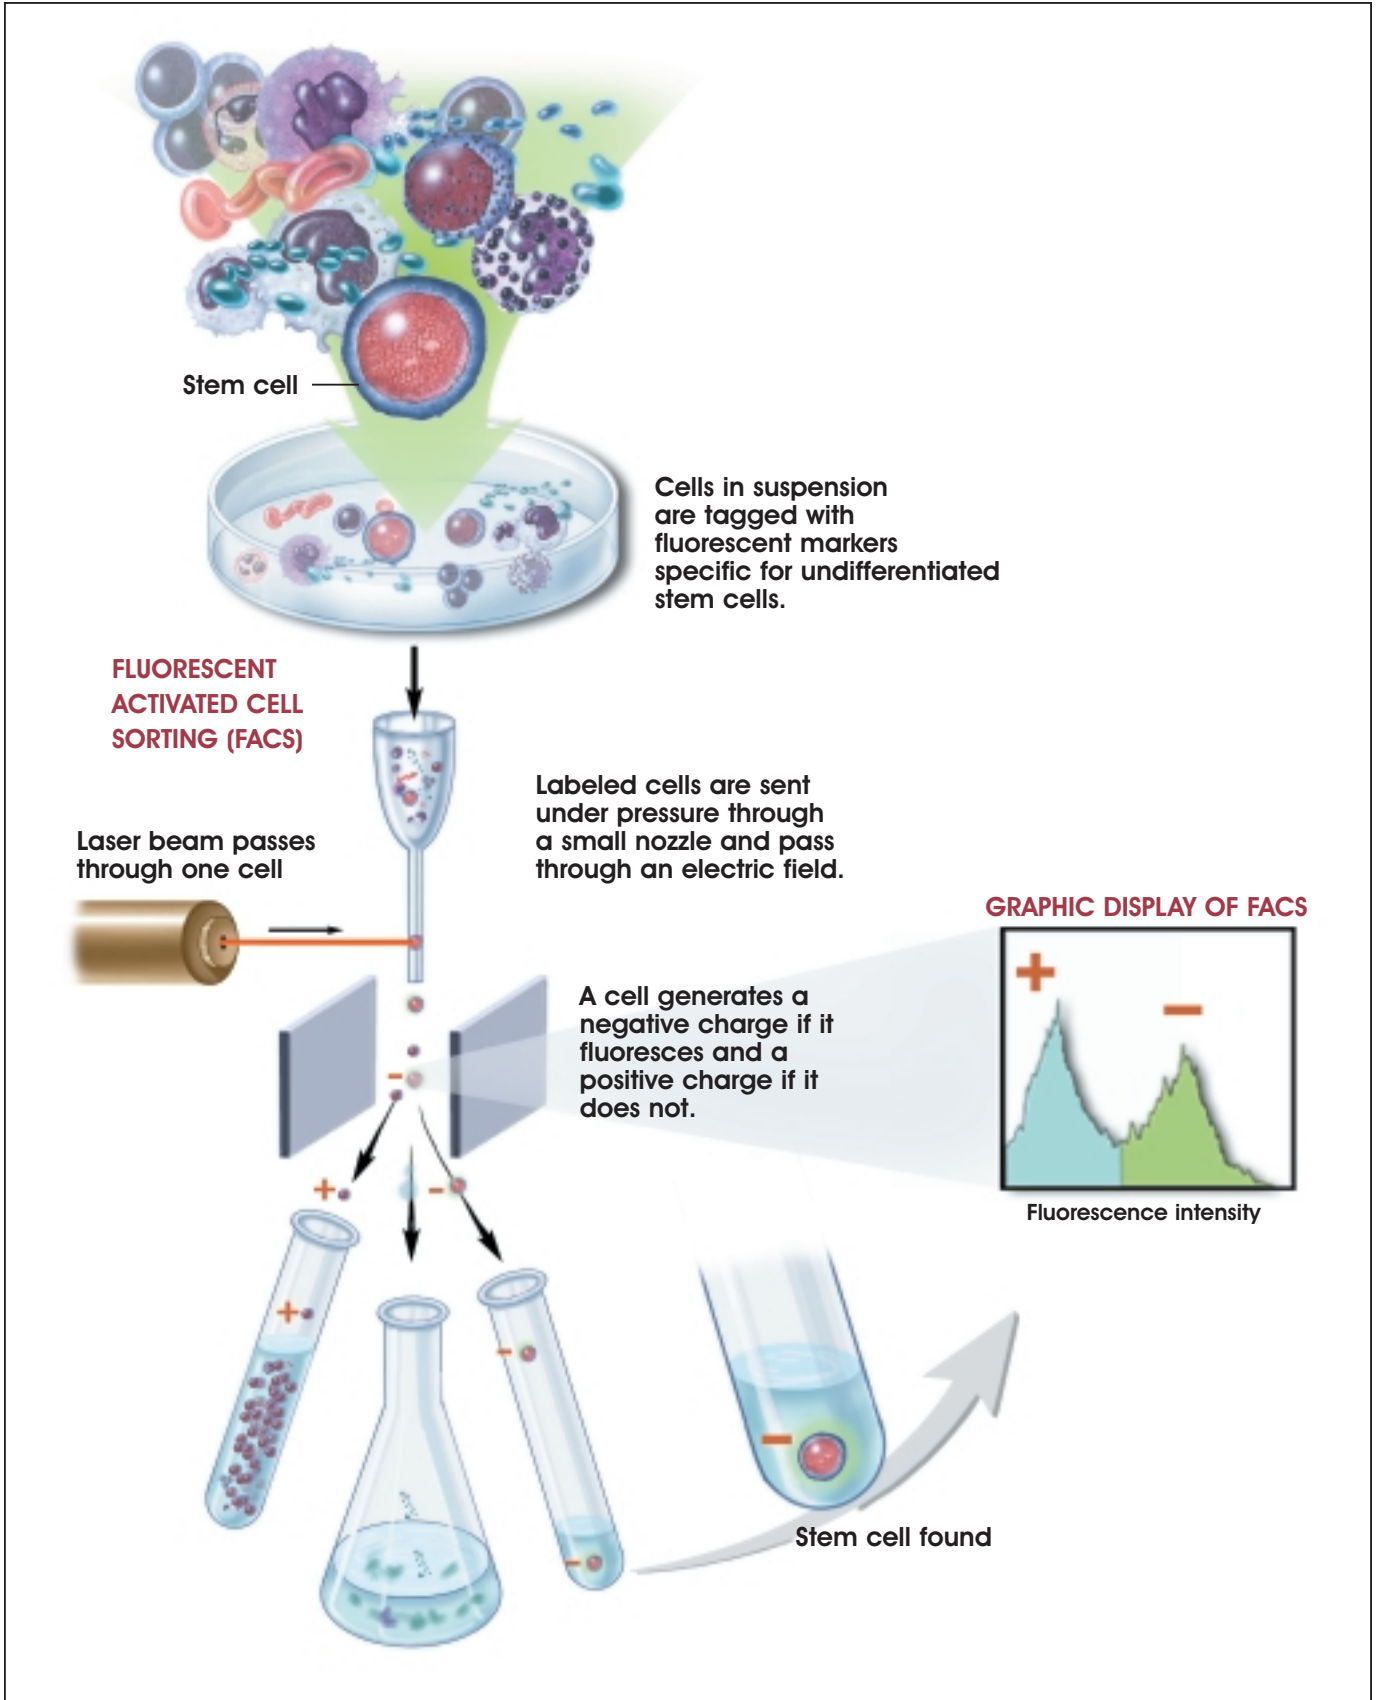 Stem cell
Cells in suspension
are tagged with
fluorescent markers
specific for undifferentiated
stem cells.
FLUORESCENT
ACTIVATED CELL
SORTING (FACS)
Labeled cells are sent
under pressure through
a small nozzle and pass
through an electric field.
Laser beam passes
through one cell
GRAPHIC DISPLAY OF FACS
+
−
A cell generates a
negative charge if it
fluoresces and a
positive charge if it
does not.
−
+
−
Fluorescence intensity
+
−
−
−
Stem cell found